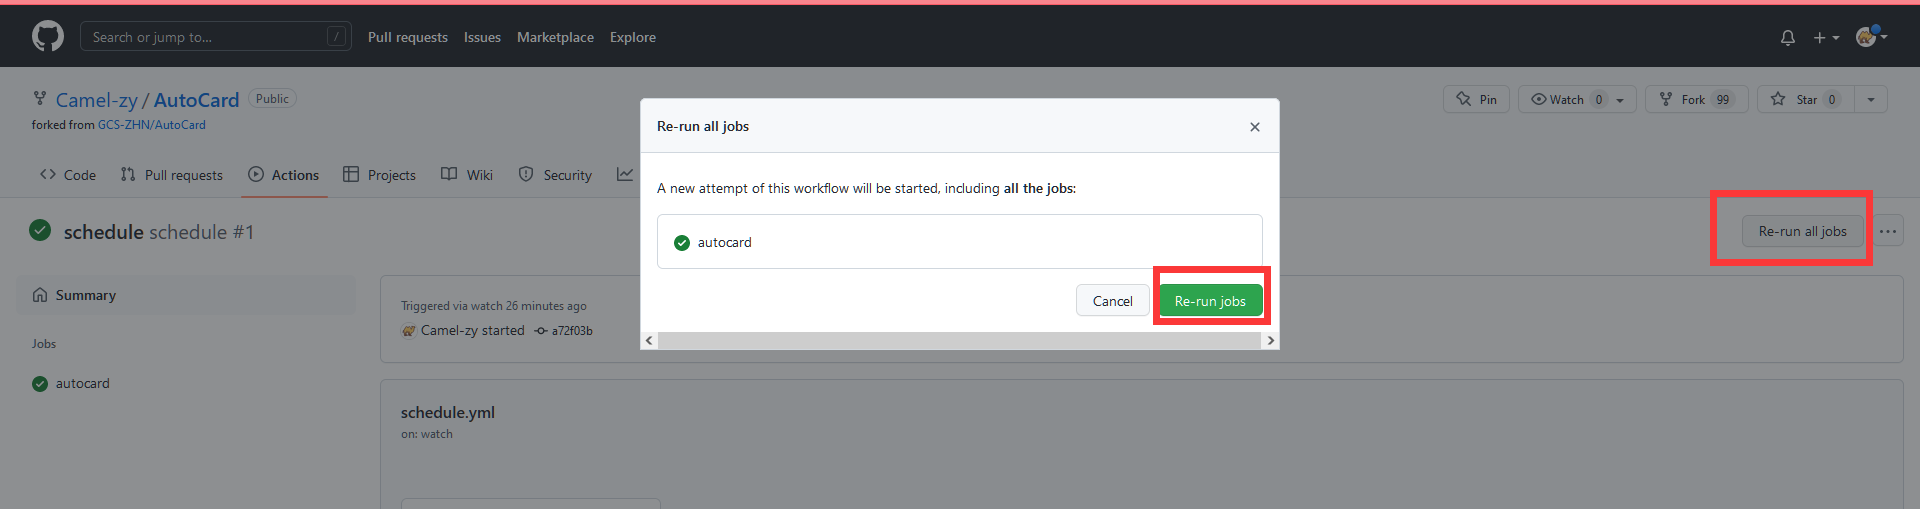 Search or jump to... /
Pull requests Issues Marketplace Explore
Camel-zy / AutoCard Public
forked from GCS-ZHN/AutoCard
Pin Watch 0 Fork 99 Star 0
Code Pull requests Actions Projects Wiki Security
schedule schedule #1
Re-run all jobs ...
Summary
Jobs
autocard
Triggered via watch 26 minutes ago
Camel-zy started a72f03b
schedule.yml
on: watch
Re-run all jobs
A new attempt of this workflow will be started, including all the jobs:
autocard
Cancel Re-run jobs